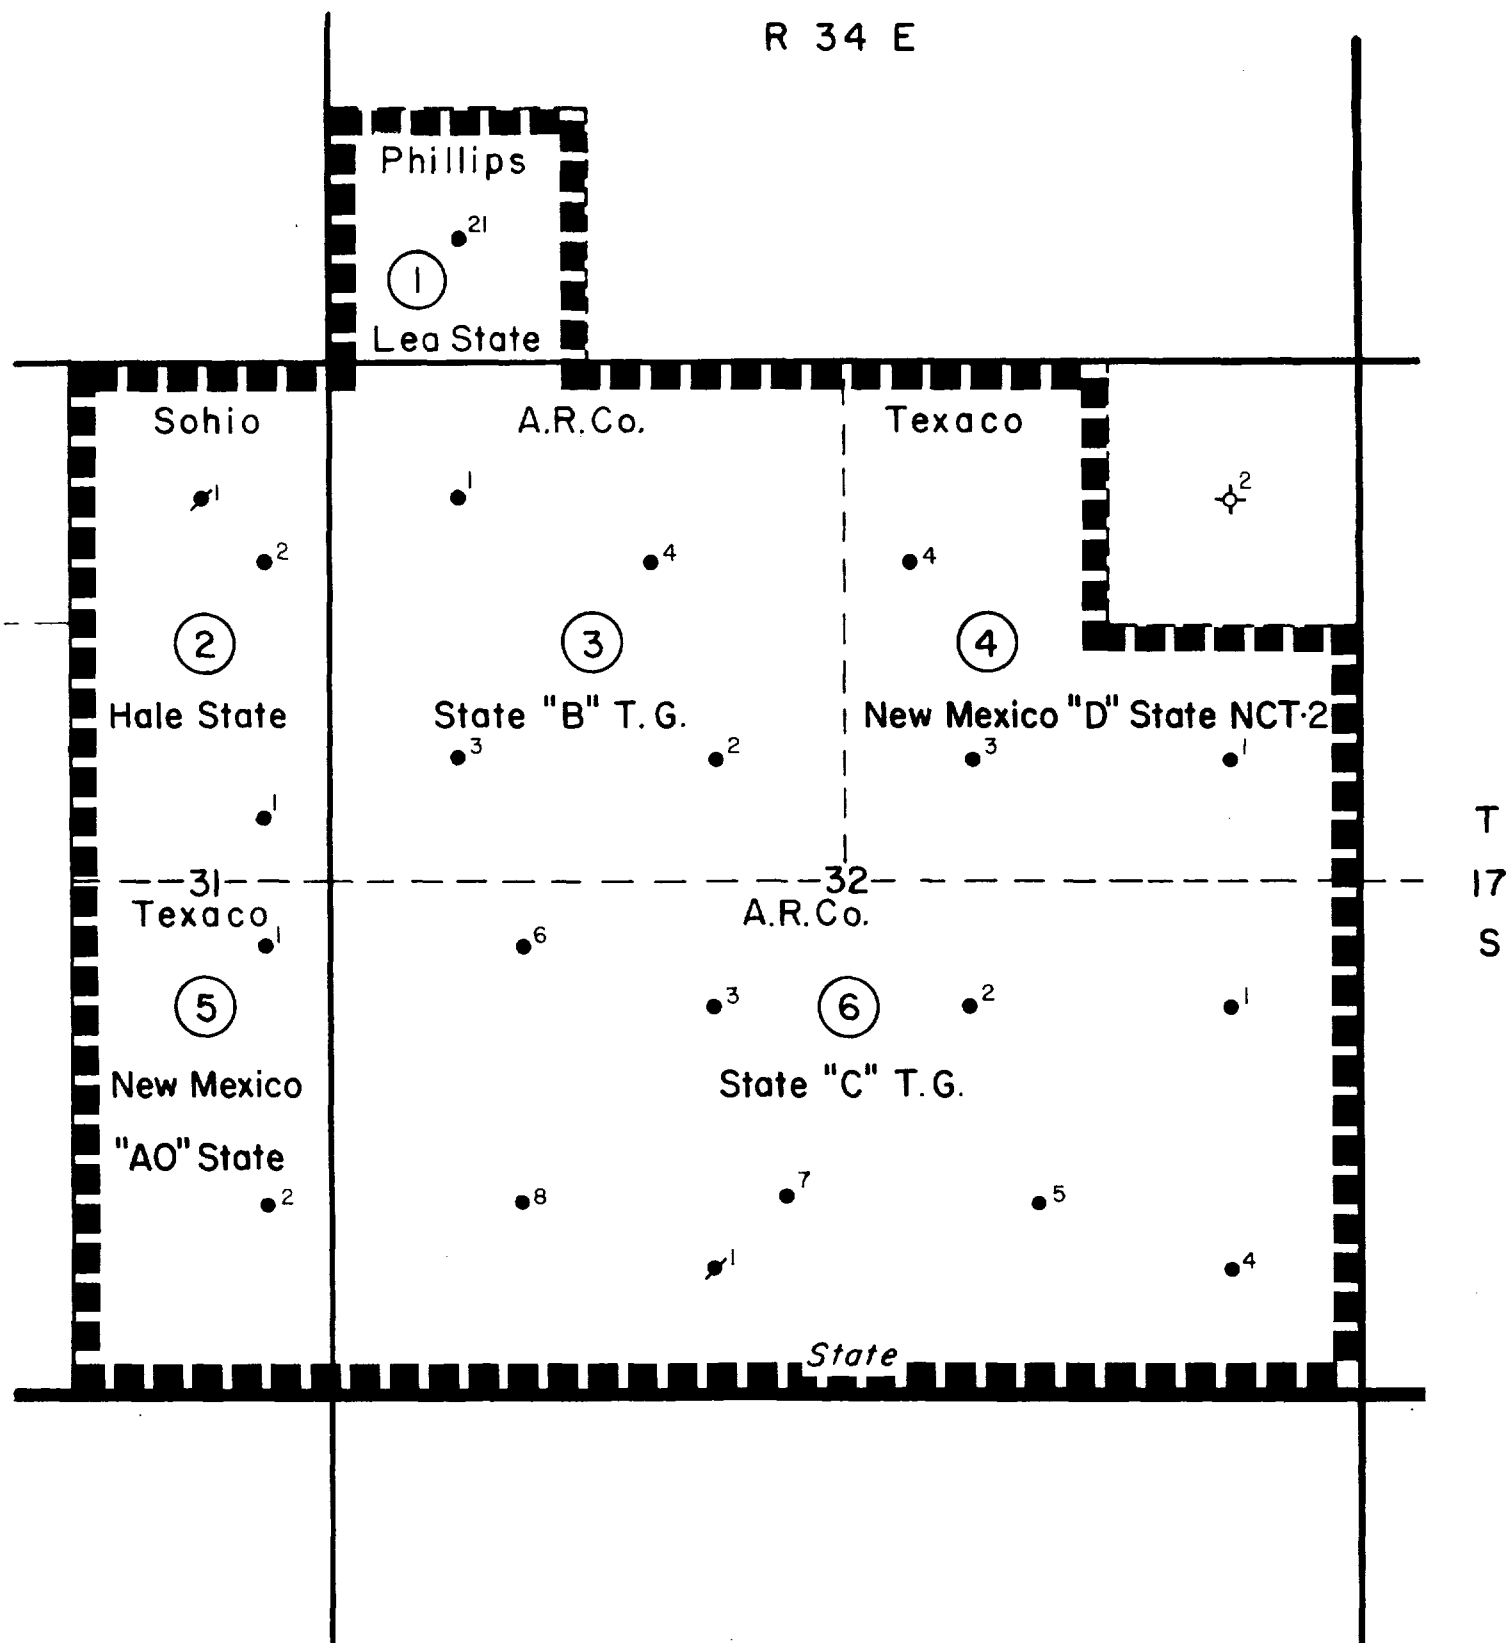 R 34 E
Phillips
21
1
Lea State
Sohio
A.R.Co.
Texaco
1
1
2
2
4
4
2
3
4
Hale State
State "B" T.G.
New Mexico "D" State NCT-2
3
2
3
1
1
T
31
32
17
Texaco
A.R.Co.
S
1
6
5
3
6
2
1
New Mexico
State "C" T.G.
"AO" State
2
8
7
5
1
4
State